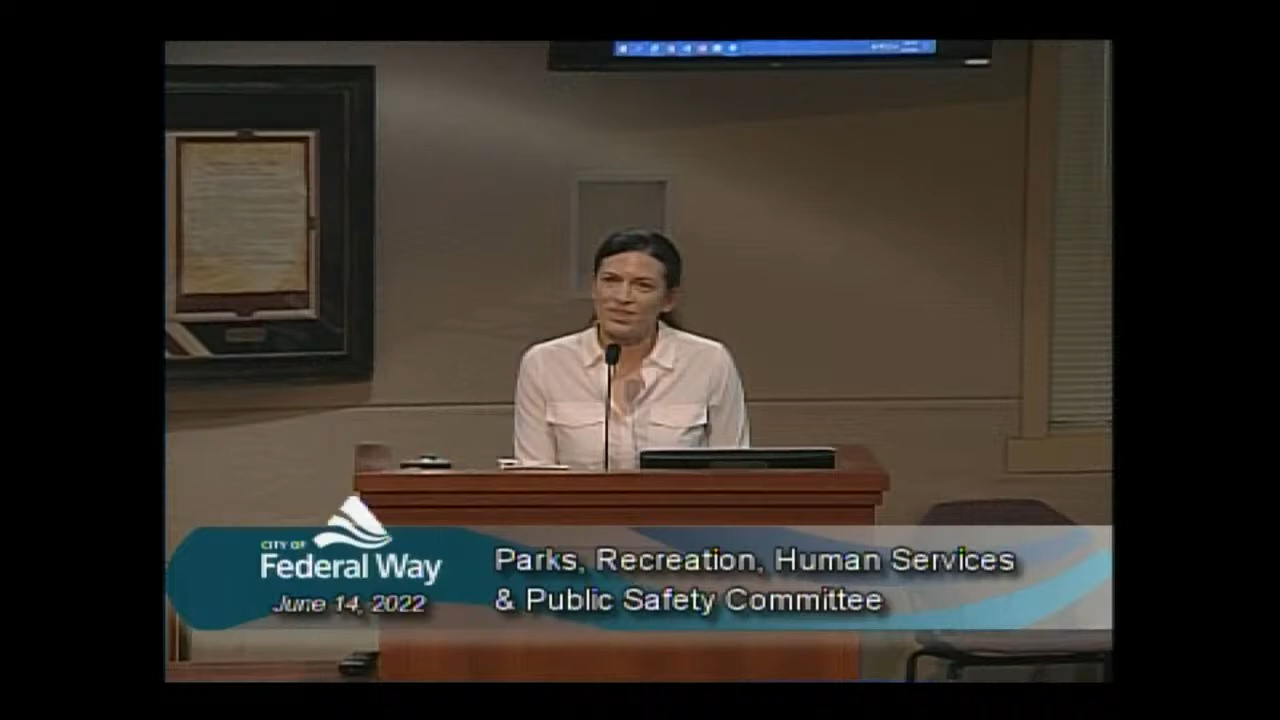 CITY OF
Federal Way
June 14, 2022
Parks, Recreation, Human Services
& Public Safety Committee